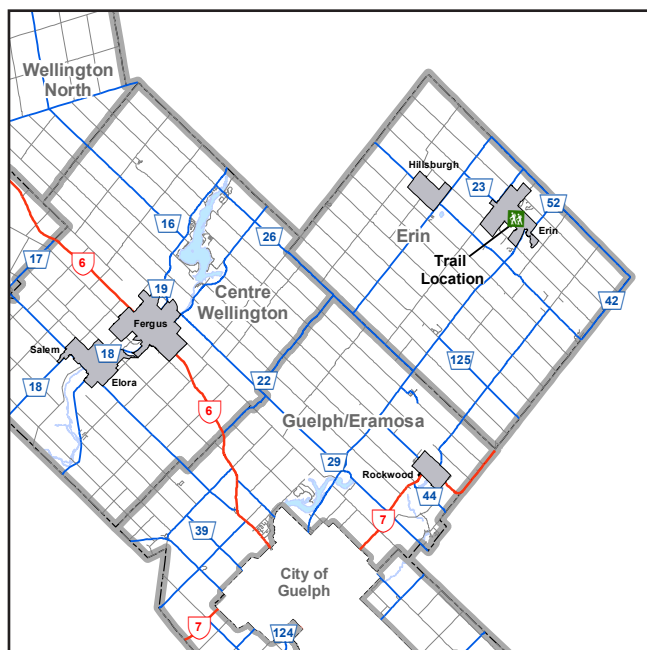 Wellington
North
Hillsburgh
23
52
16
Erin
26
Erin
17
6
Trail
Location
19
Centre
Wellington
42
Fergus
Salem
18
125
18
Elora
22
6
Guelph/Eramosa
29
Rockwood
44
39
7
City of
Guelph
7
124